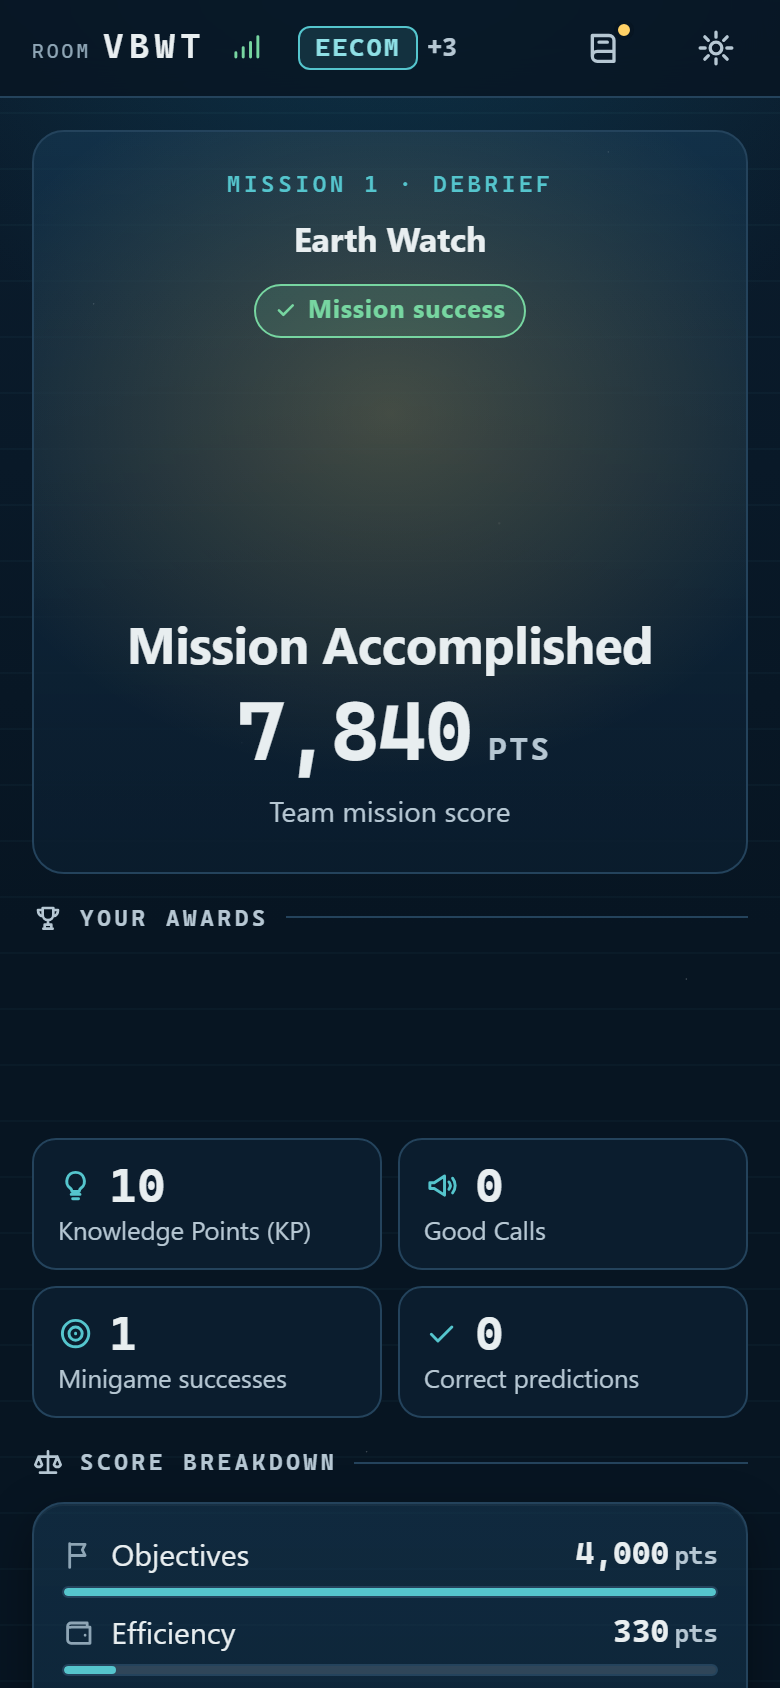 ROOM VBWT EECOM +3
MISSION 1 · DEBRIEF
Earth Watch
Mission success
Mission Accomplished
7,840 PTS
Team mission score
YOUR AWARDS
10
Knowledge Points (KP)
0
Good Calls
1
Minigame successes
0
Correct predictions
SCORE BREAKDOWN
Objectives 4,000 pts
Efficiency 330 pts